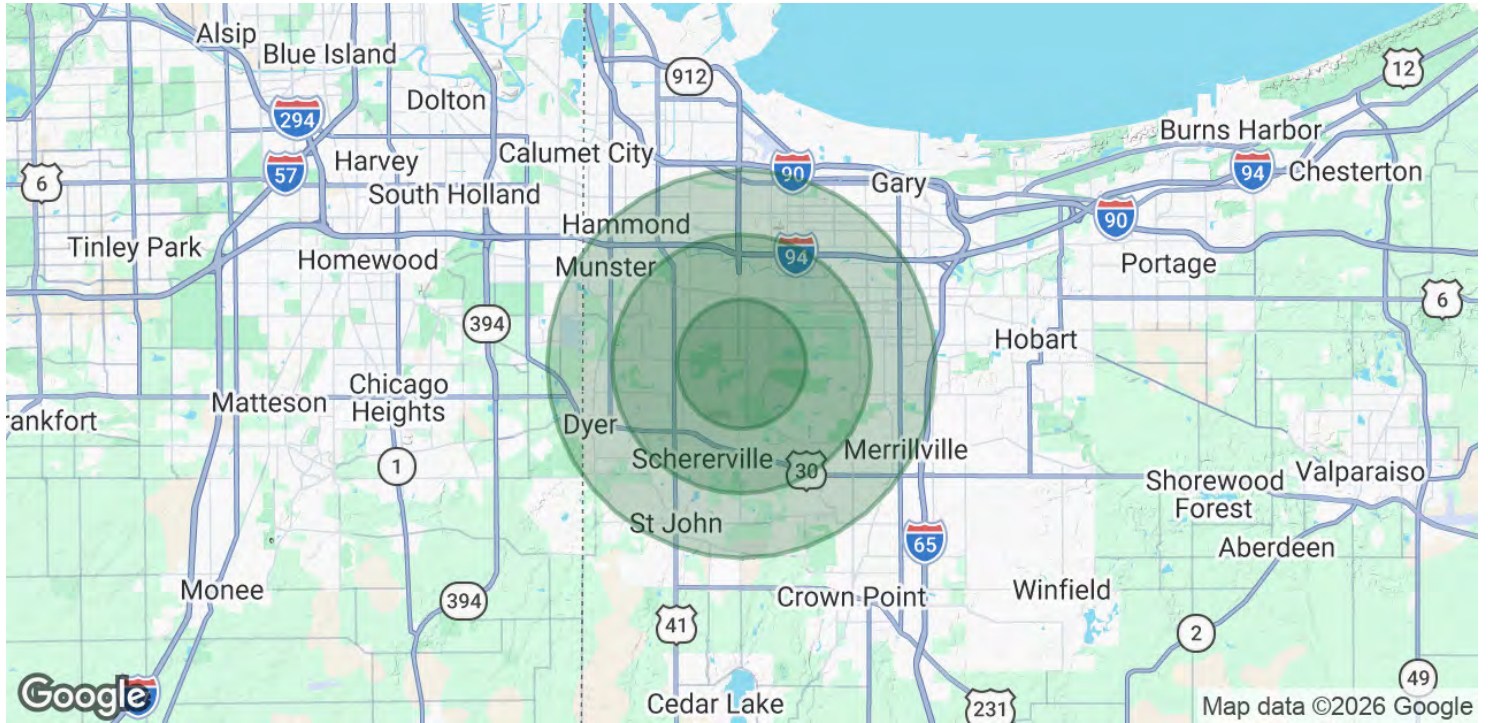 Alsip
Blue Island
912
12
Dolton
294
Burns Harbor
Calumet City
Harvey
57
90
94
Chesterton
6
South Holland
Gary
90
Hammond
Tinley Park
Homewood
Munster
94
Portage
6
394
Hobart
Chicago
Heights
Matteson
rankfort
Dyer
Merrillville
Schererville
30
1
Valparaiso
Shorewood
Forest
St John
65
Aberdeen
Monee
394
Crown Point
Winfield
41
2
49
Google
Cedar Lake
231
Map data ©2026 Google